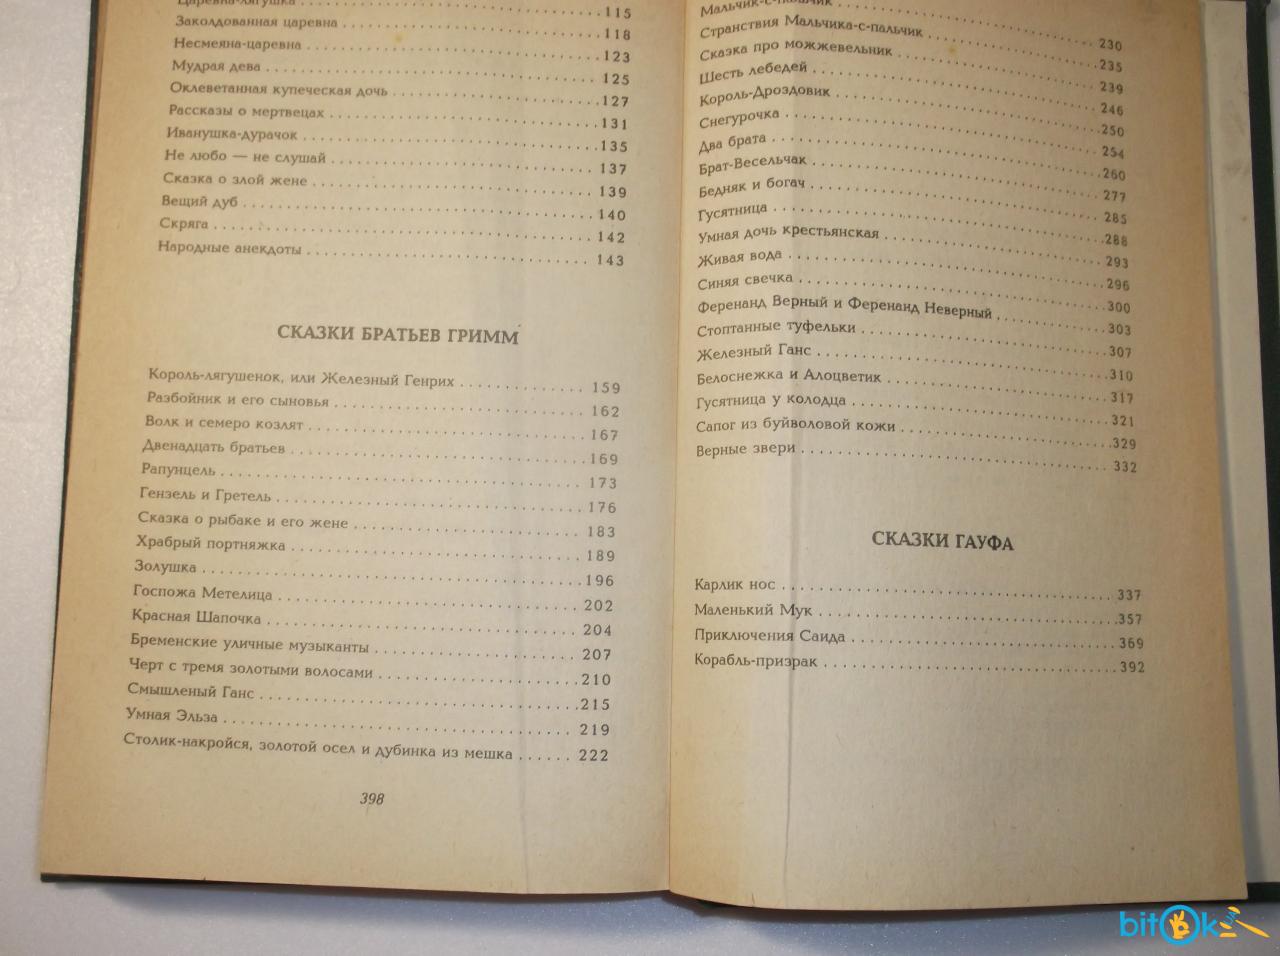 Царевна-лягушка . . . 115
Заколдованная царевна . . . 118
Несмеяна-царевна . . . 123
Мудрая дева . . . 125
Оклеветанная купеческая дочь . . . 127
Рассказы о мертвецах . . . 131
Иванушка-дурачок . . . 135
Не любо — не слушай . . . 137
Сказка о злой жене . . . 139
Вещий дуб . . . 140
Скряга . . . 142
Народные анекдоты . . . 143
СКАЗКИ БРАТЬЕВ ГРИММ
Король-лягушонок, или Железный Генрих . . . 159
Разбойник и его сыновья . . . 162
Волк и семеро козлят . . . 167
Двенадцать братьев . . . 169
Рапунцель . . . 173
Гензель и Гретель . . . 176
Сказка о рыбаке и его жене . . . 183
Храбрый портняжка . . . 189
Золушка . . . 196
Госпожа Метелица . . . 202
Красная Шапочка . . . 204
Бременские уличные музыканты . . . 207
Черт с тремя золотыми волосами . . . 210
Смышленый Ганс . . . 215
Умная Эльза . . . 219
Столик-накройся, золотой осел и дубинка из мешка . . . 222
398
Мальчик-с-пальчик . . . 230
Странствия Мальчика-с-пальчик . . . 235
Сказка про можжевельник . . . 239
Шесть лебедей . . . 246
Король-Дроздовик . . . 250
Снегурочка . . . 254
Два брата . . . 260
Брат-Весельчак . . . 277
Бедняк и богач . . . 285
Гусятница . . . 288
Умная дочь крестьянская . . . 293
Живая вода . . . 296
Синяя свечка . . . 300
Ференанд Верный и Ференанд Неверный . . . 303
Стоптанные туфельки . . . 307
Железный Ганс . . . 310
Белоснежка и Алоцветик . . . 317
Гусятница у колодца . . . 321
Сапог из буйволовой кожи . . . 329
Верные звери . . . 332
СКАЗКИ ГАУФА
Карлик нос . . . 337
Маленький Мук . . . 357
Приключения Саида . . . 369
Корабль-призрак . . . 392
bitOk